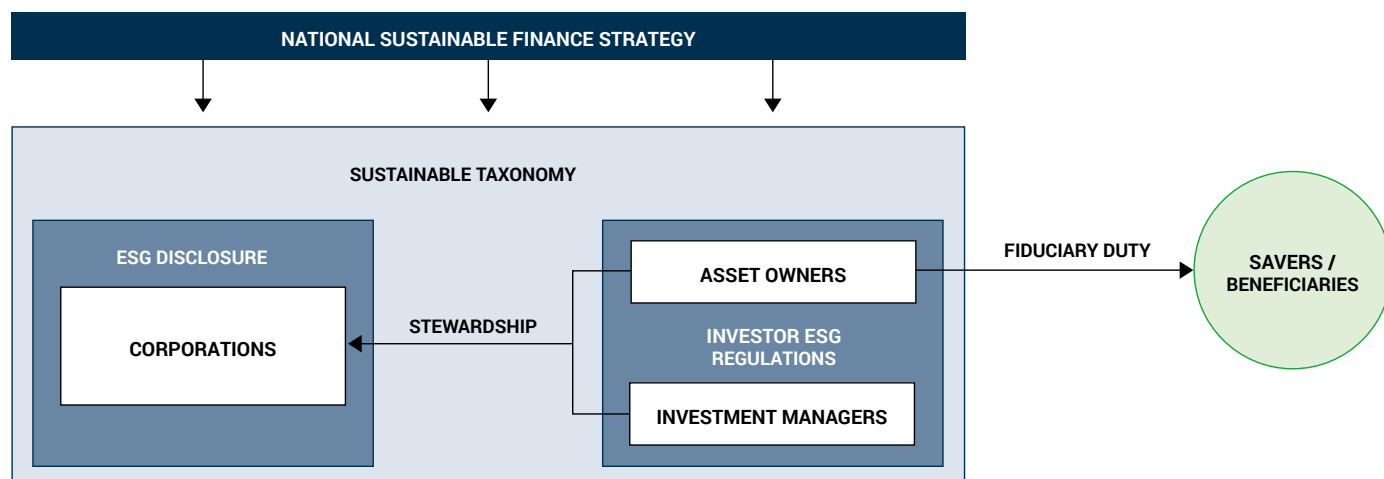 NATIONAL SUSTAINABLE FINANCE STRATEGY
SUSTAINABLE TAXONOMY
ESG DISCLOSURE
CORPORATIONS
STEWARDSHIP
ASSET OWNERS
INVESTOR ESG
REGULATIONS
INVESTMENT MANAGERS
FIDUCIARY DUTY
SAVERS /
BENEFICIARIES